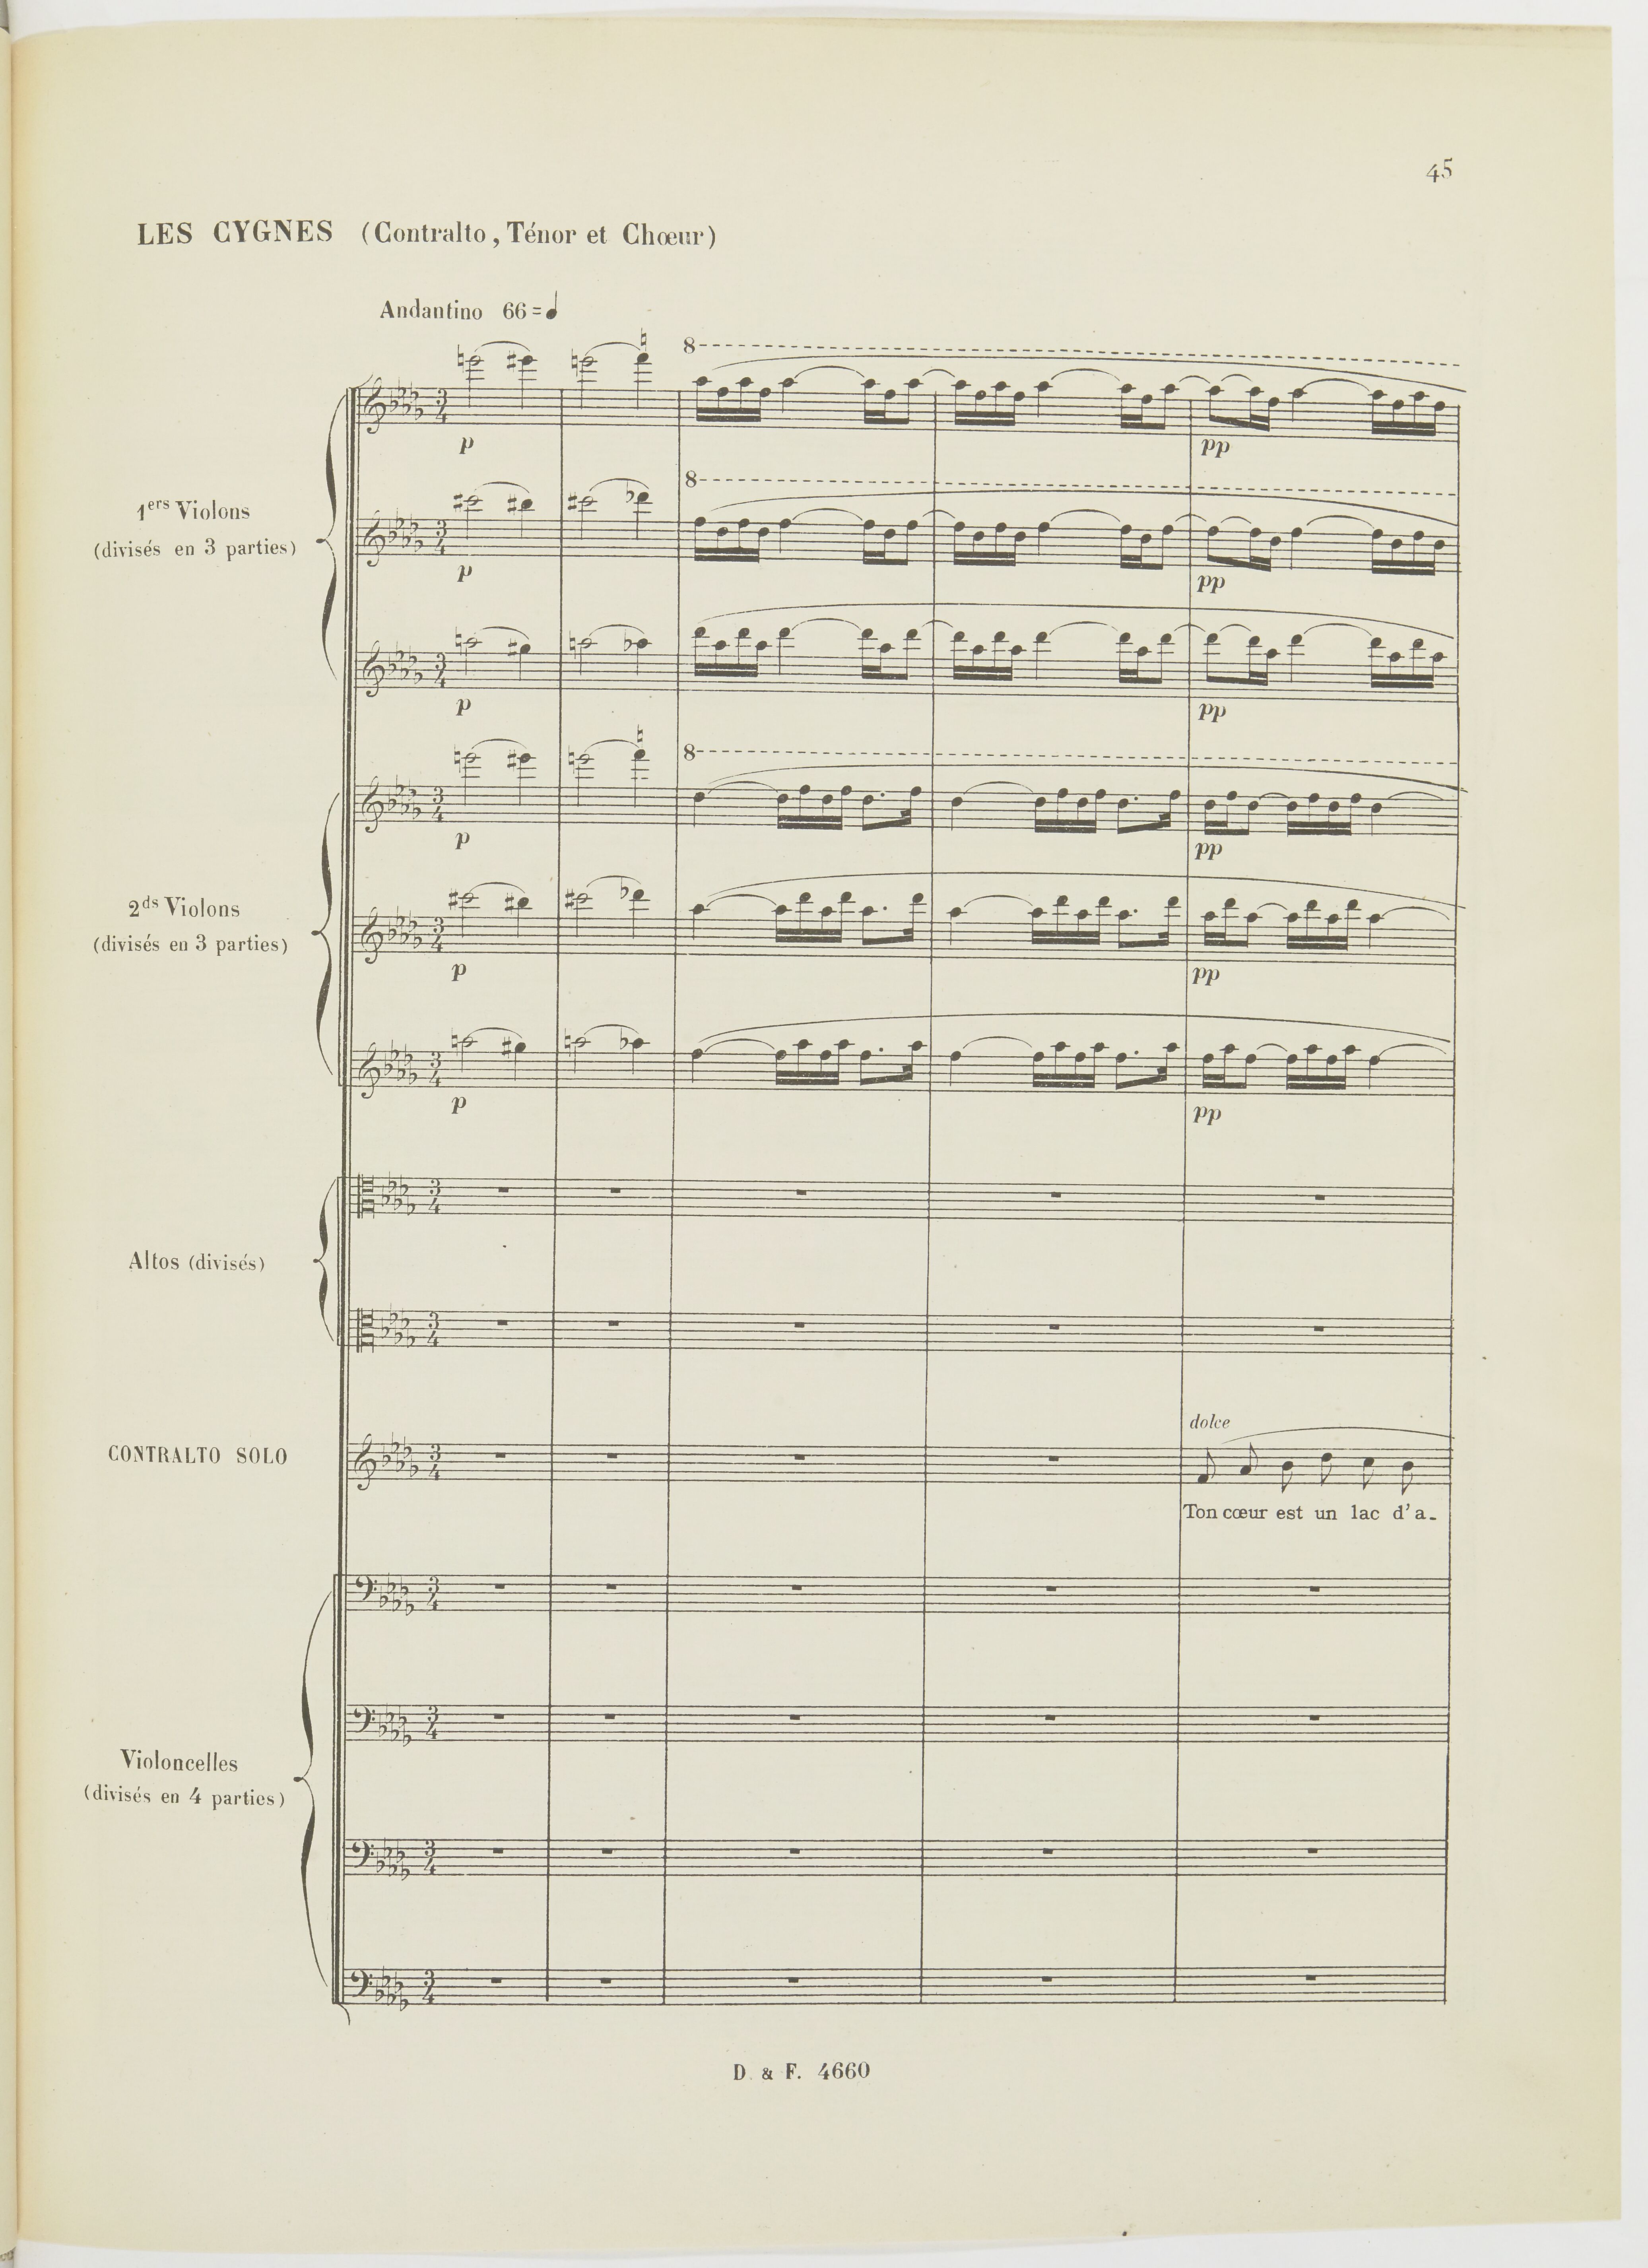 45
LES CYGNES (Contralto, Ténor et Chœur)
Andantino 66 = ♩
8
p
pp
1ers Violons
(divisés en 3 parties)
8
p
pp
p
pp
8
p
pp
2ds Violons
(divisés en 3 parties)
p
pp
p
pp
Altos (divisés)
dolce
CONTRALTO SOLO
Ton cœur est un lac d'a-
Violoncelles
(divisés en 4 parties)
D. & F. 4660